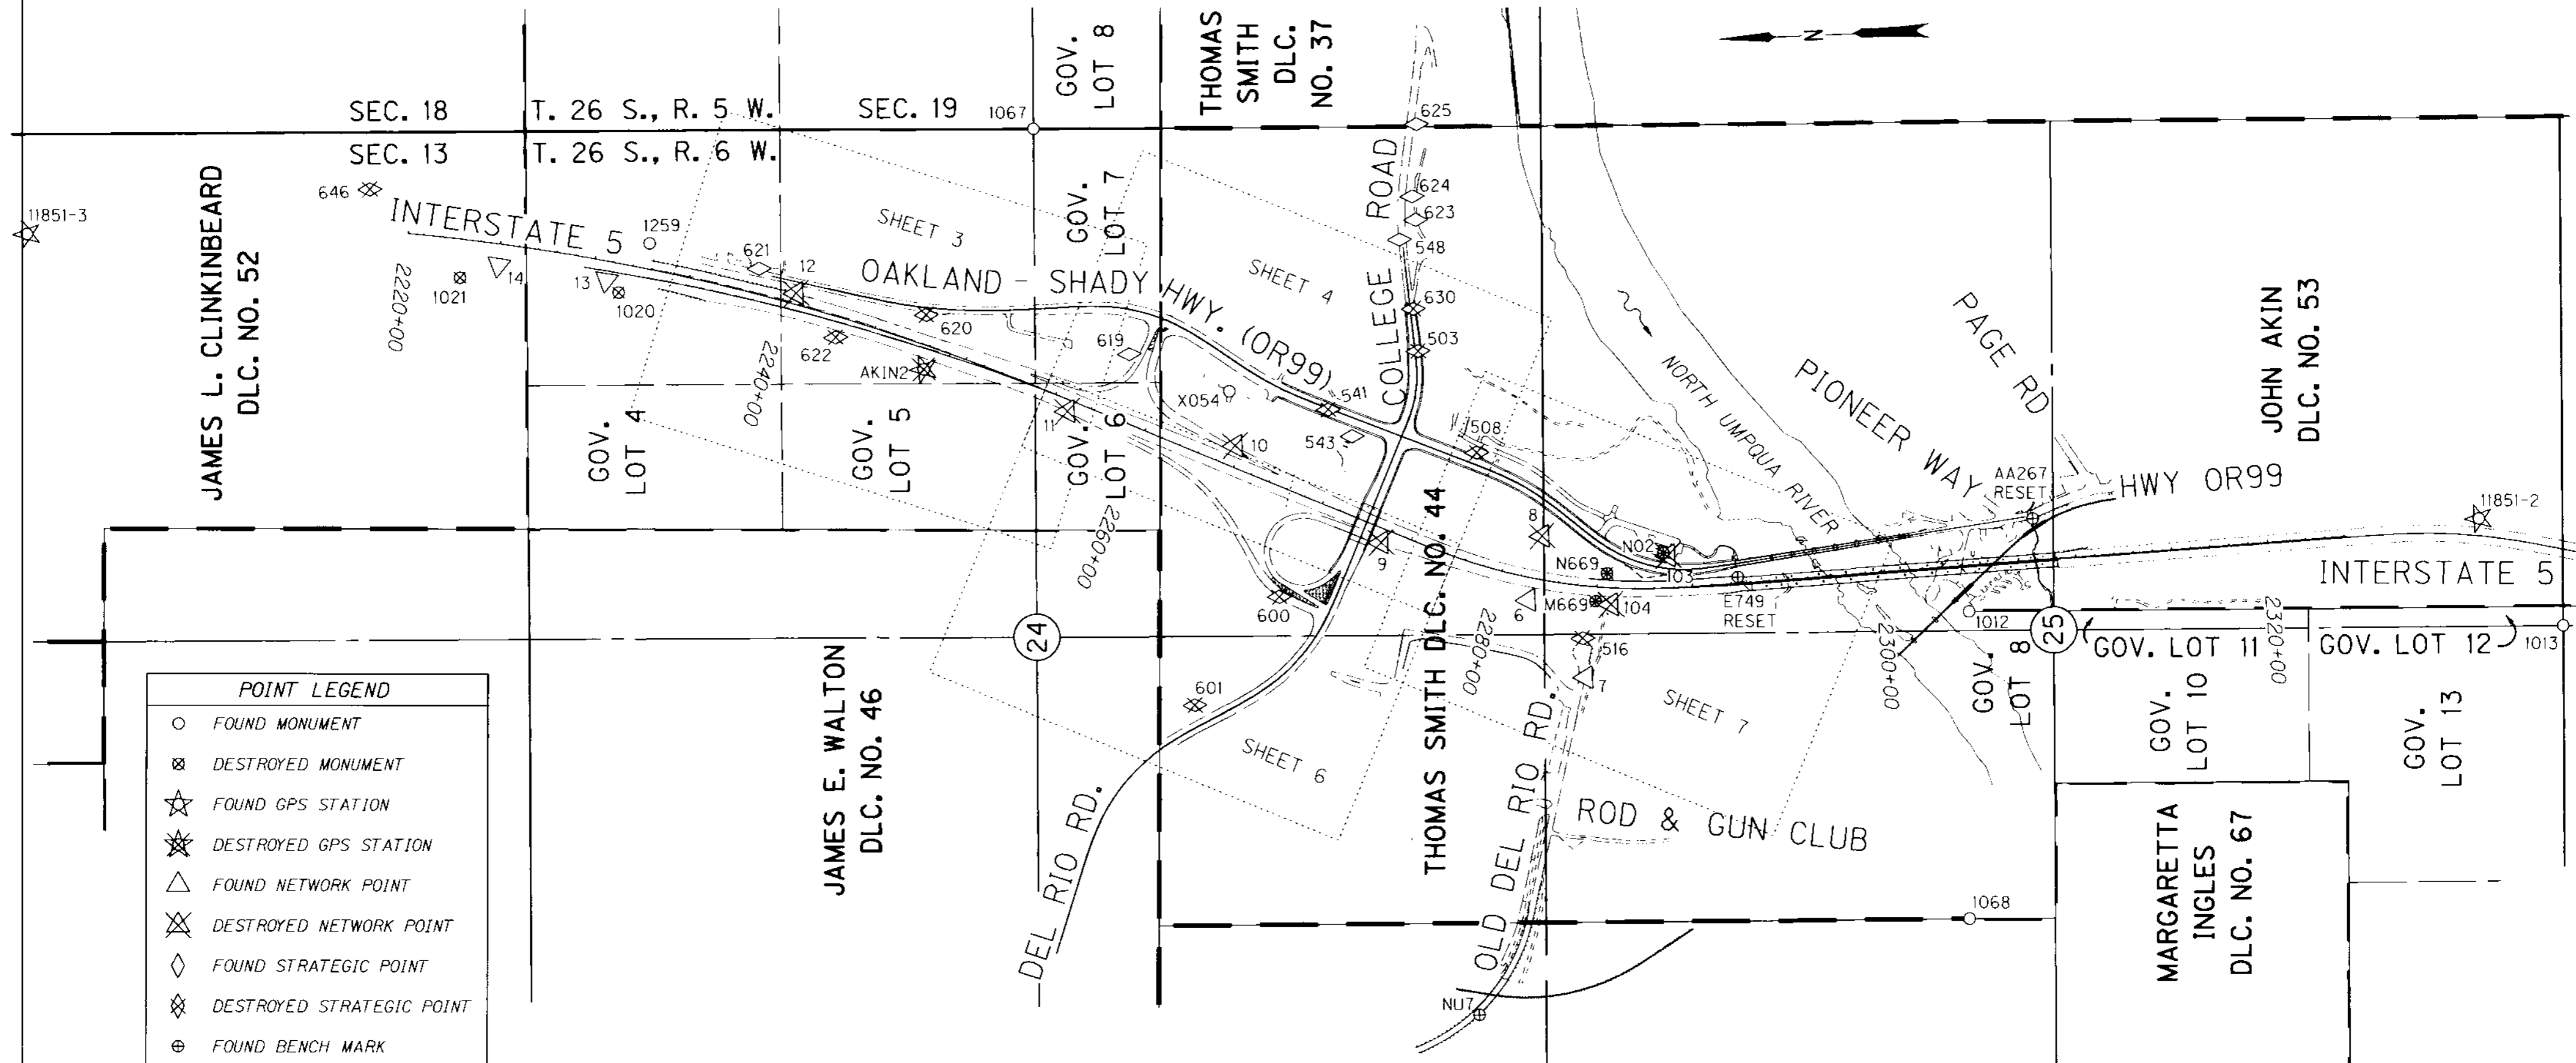 SEC. 18
T. 26 S., R. 5 W.
SEC. 19
1067
SEC. 13
T. 26 S., R. 6 W.
GOV.
LOT 8
THOMAS
SMITH
DLC.
NO. 37
N
625
11851-3
JAMES L. CLINKINBEARD
DLC. NO. 52
646
INTERSTATE 5
1259
2220+00
1021
14
13
1020
621
12
SHEET 3
OAKLAND - SHADY HWY. (OR99)
GOV.
LOT 7
SHEET 4
COLLEGE ROAD
624
623
548
630
503
622
620
619
AKIN2
2240+00
X054
541
543
11
10
GOV.
LOT 4
GOV.
LOT 5
GOV.
LOT 6
2260+00
508
NORTH UMPQUA RIVER
PIONEER WAY
PAGE RD
JOHN AKIN
DLC. NO. 53
AA267
RESET
HWY OR99
11851-2
INTERSTATE 5
8
9
N02
N669
103
M669
104
6
E749
RESET
600
24
601
THOMAS SMITH DLC. NO. 44
2280+00
516
7
2300+00
1012
25
GOV. LOT 11
2320+00
GOV. LOT 12
1013
GOV.
LOT 8
GOV.
LOT 10
GOV.
LOT 13
SHEET 6
SHEET 7
JAMES E. WALTON
DLC. NO. 46
DEL RIO RD.
OLD DEL RIO RD.
ROD & GUN CLUB
1068
MARGARETTA
INGLES
DLC. NO. 67
NU7
POINT LEGEND
FOUND MONUMENT
DESTROYED MONUMENT
FOUND GPS STATION
DESTROYED GPS STATION
FOUND NETWORK POINT
DESTROYED NETWORK POINT
FOUND STRATEGIC POINT
DESTROYED STRATEGIC POINT
FOUND BENCH MARK